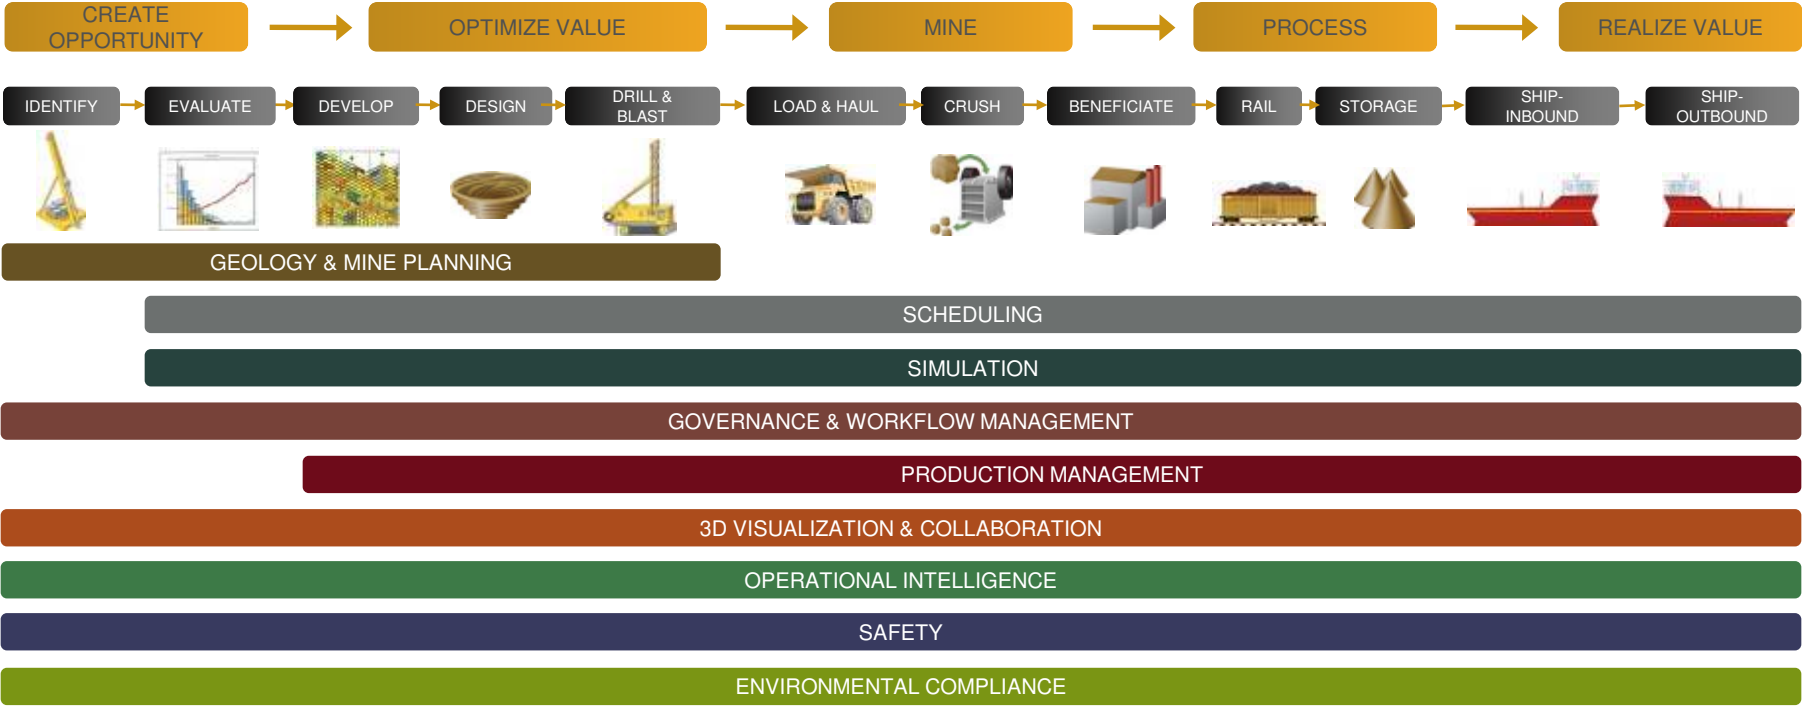 CREATE
OPPORTUNITY
OPTIMIZE VALUE
MINE
PROCESS
REALIZE VALUE
IDENTIFY
EVALUATE
DEVELOP
DESIGN
DRILL &
BLAST
LOAD & HAUL
CRUSH
BENEFICIATE
RAIL
STORAGE
SHIP-
INBOUND
SHIP-
OUTBOUND
GEOLOGY & MINE PLANNING
SCHEDULING
SIMULATION
GOVERNANCE & WORKFLOW MANAGEMENT
PRODUCTION MANAGEMENT
3D VISUALIZATION & COLLABORATION
OPERATIONAL INTELLIGENCE
SAFETY
ENVIRONMENTAL COMPLIANCE